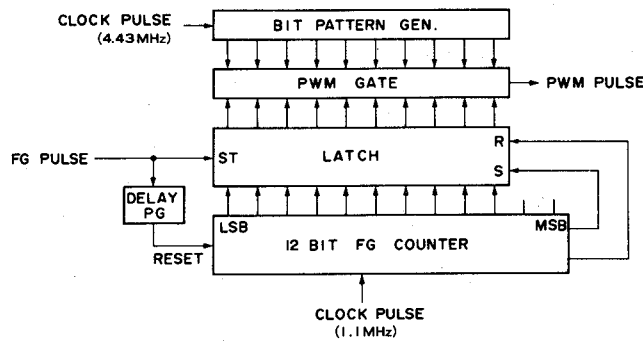 CLOCK PULSE
(4.43MHz)
BIT PATTERN GEN.
PWM GATE
PWM PULSE
FG PULSE
ST
LATCH
R
S
DELAY
PG
RESET
LSB
MSB
12 BIT FG COUNTER
CLOCK PULSE
(1.1MHz)